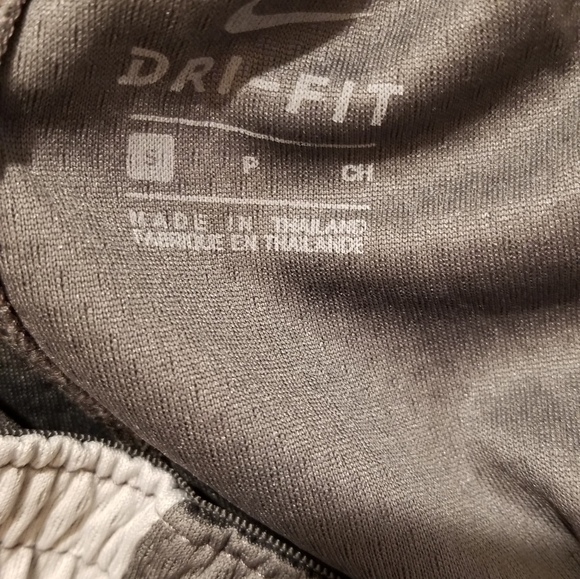 DRI-FIT
S P CH
MADE IN THAILAND
FABRIQUE EN THAILANDE